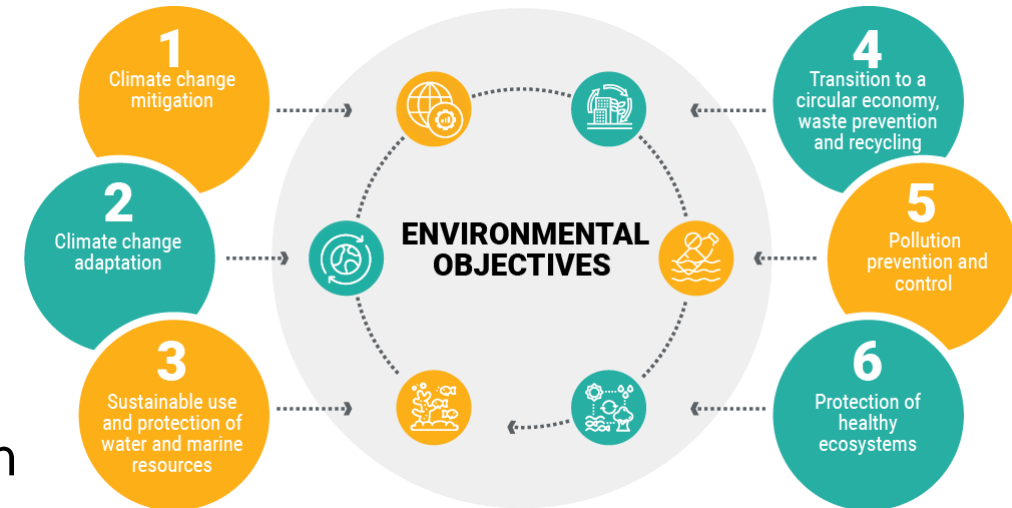 1
Climate change
mitigation
2
Climate change
adaptation
3
Sustainable use
and protection of
water and marine
resources
ENVIRONMENTAL
OBJECTIVES
4
Transition to a
circular economy,
waste prevention
and recycling
5
Pollution
prevention and
control
6
Protection of
healthy
ecosystems